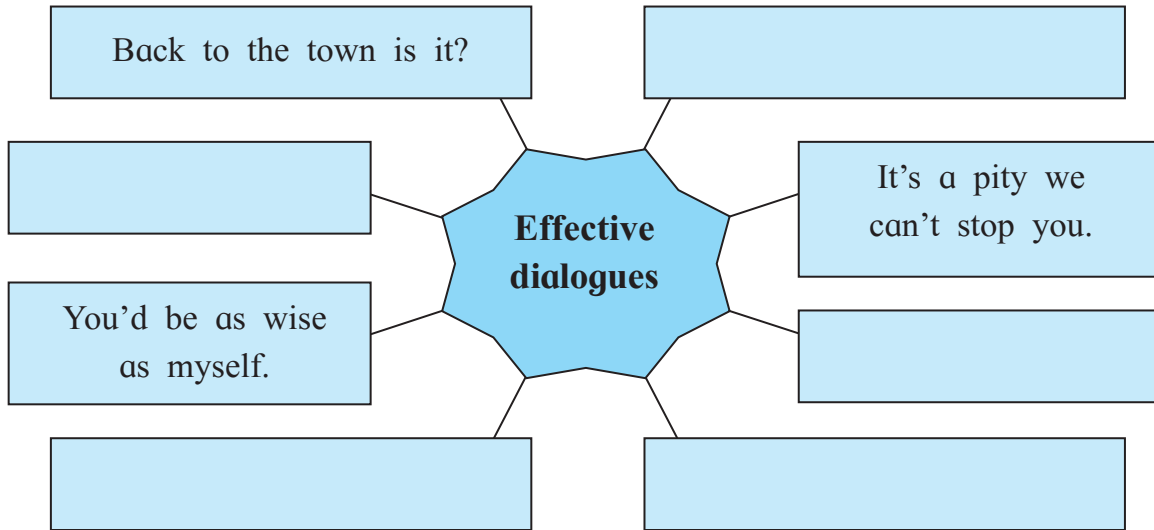 Back to the town is it?
It's a pity we
can't stop you.
Effective
dialogues
You'd be as wise
as myself.